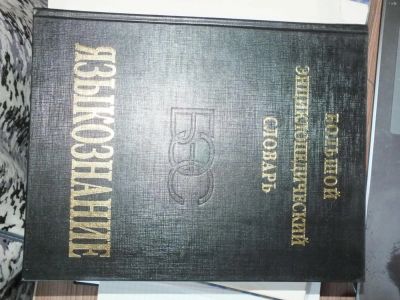 БОЛЬШОЙ
ЭНЦИКЛОПЕДИЧЕСКИЙ
СЛОВАРЬ
БЭС
ЯЗЫКОЗНАНИЕ